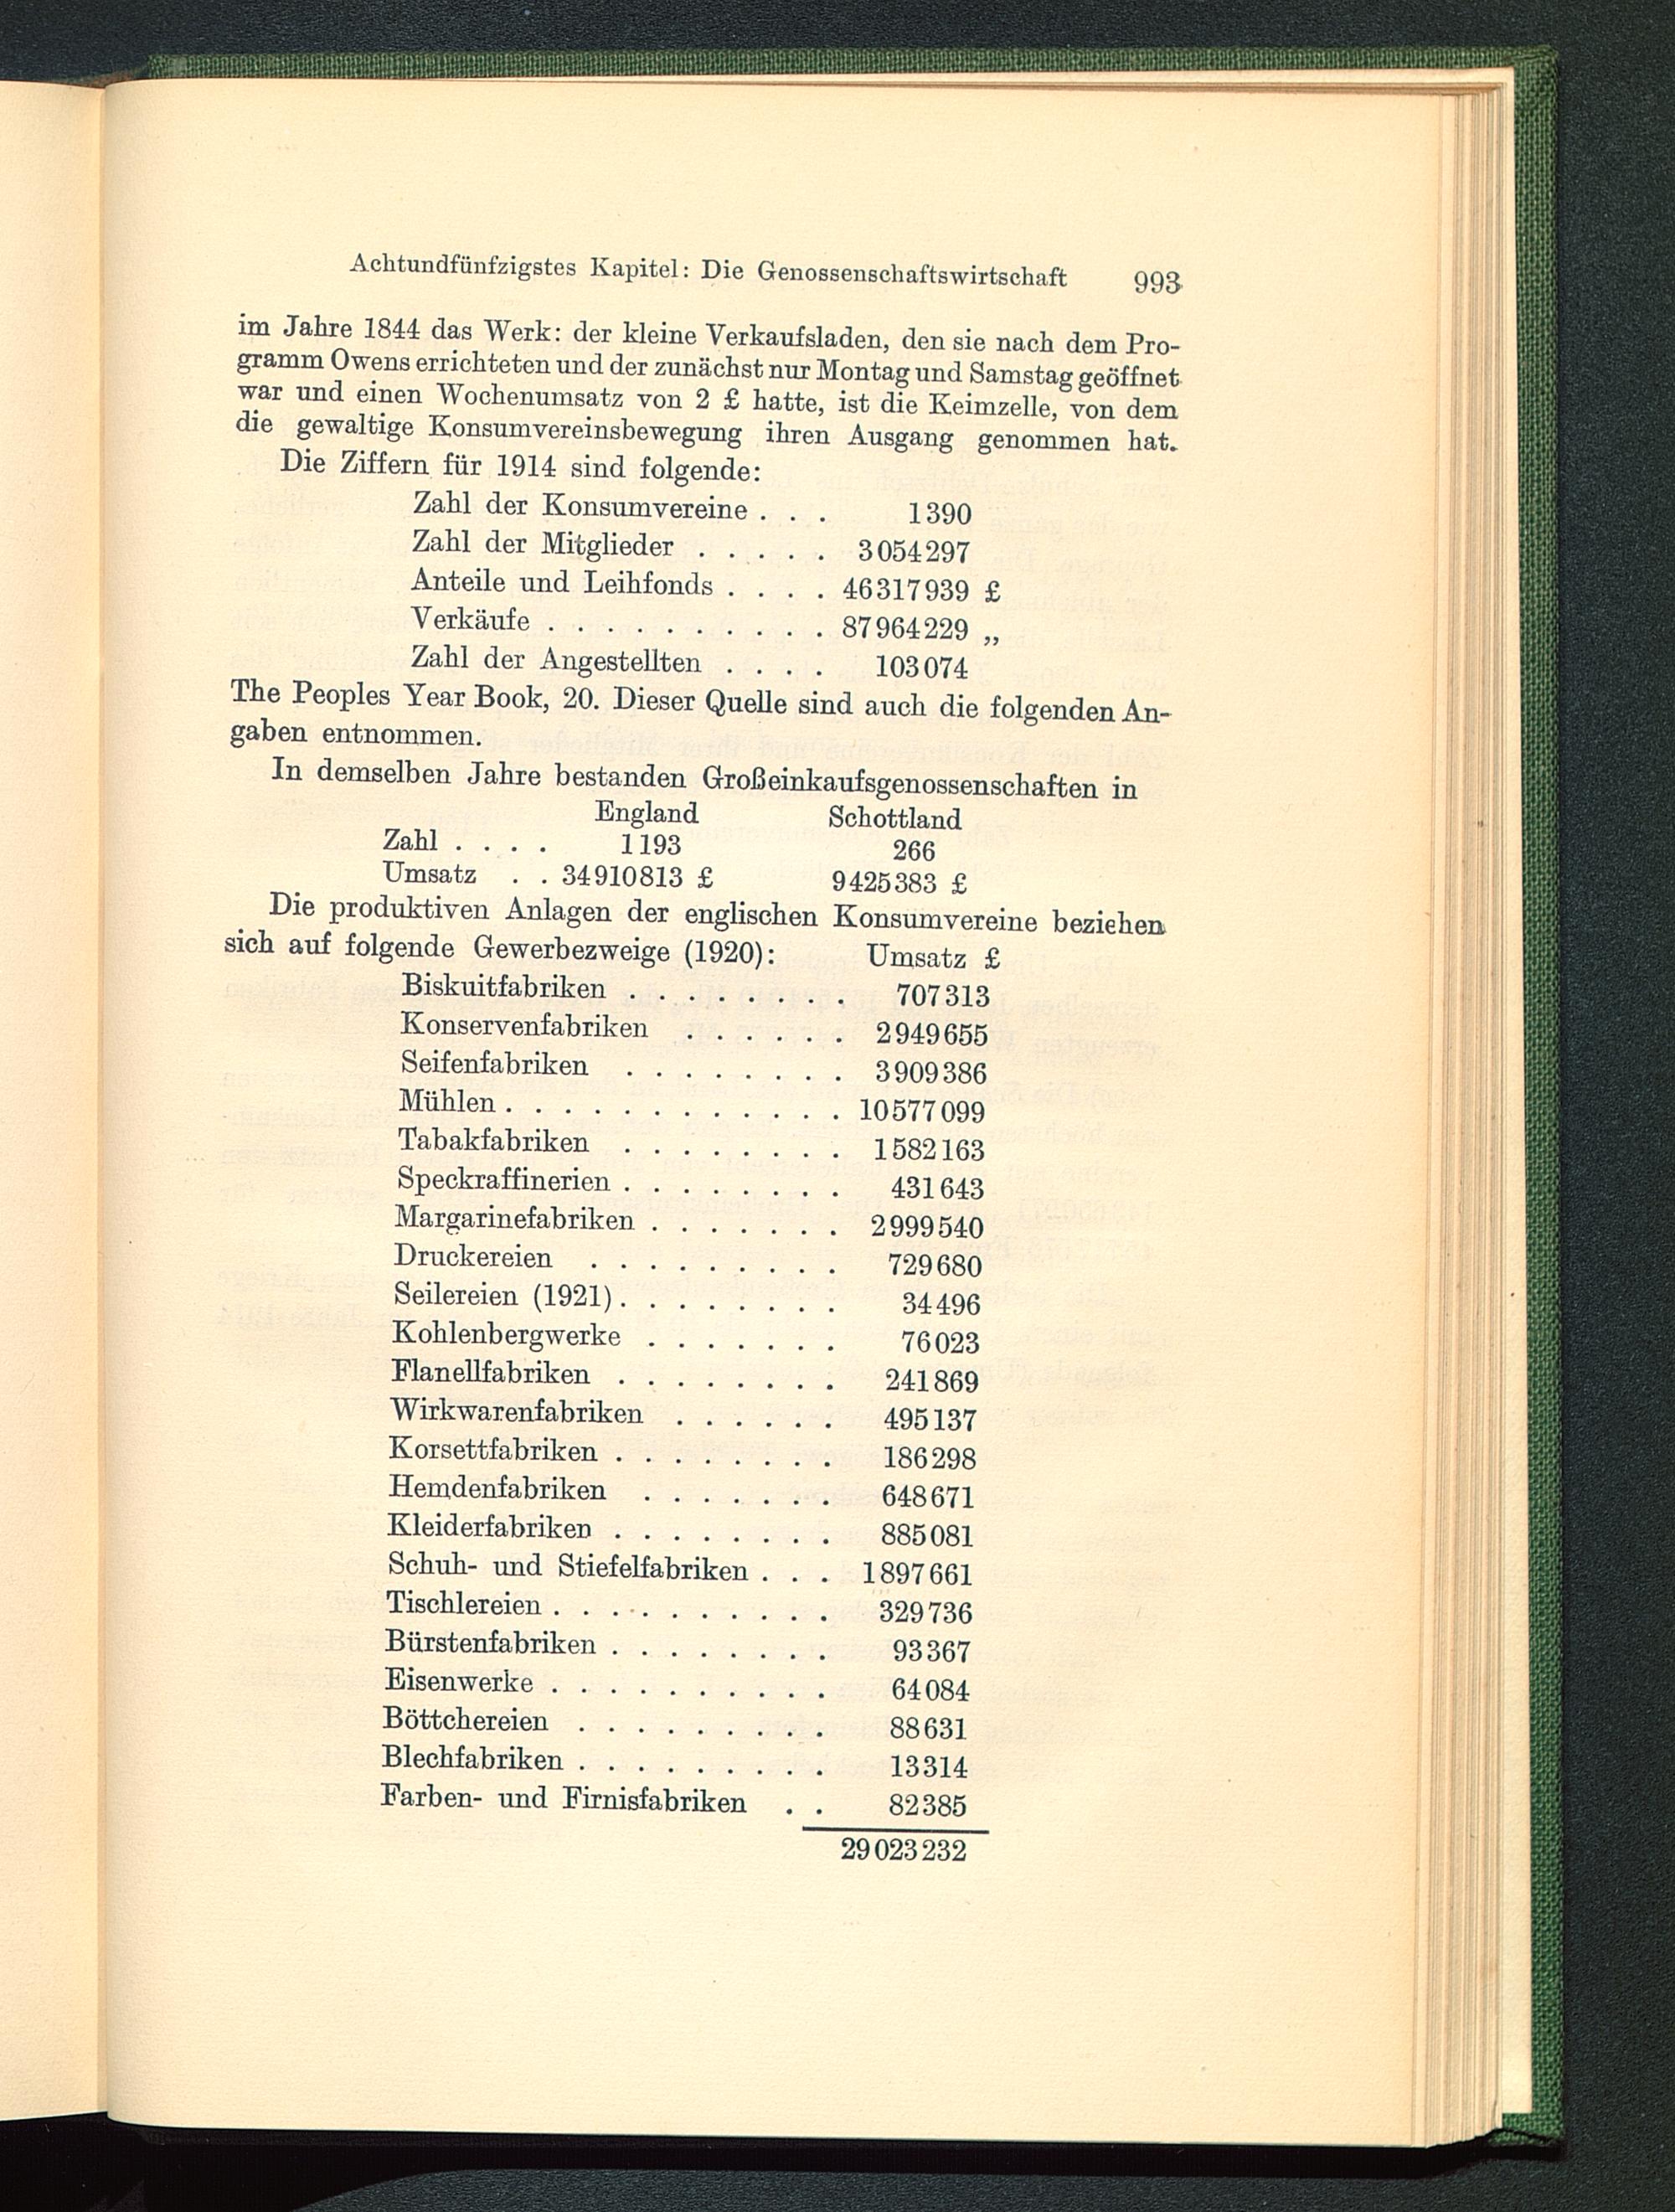 Achtundfünfzigstes Kapitel: Die Genossenschaftswirtschaft 993
im Jahre 1844 das Werk: der kleine Verkaufsladen, den sie nach dem Pro-
gramm Owens errichteten und der zunächst nur Montag und Samstag geöffnet
war und einen Wochenumsatz von 2 £ hatte, ist die Keimzelle, von dem
die gewaltige Konsumvereinsbewegung ihren Ausgang genommen hat.
Die Ziffern für 1914 sind folgende:
Zahl der Konsumvereine . . . 1390
Zahl der Mitglieder . . . . . 3054297
Anteile und Leihfonds . . . . 46317939 £
Verkäufe . . . . . . . . . . 87964229 „
Zahl der Angestellten . . . . 103074
The Peoples Year Book, 20. Dieser Quelle sind auch die folgenden An-
gaben entnommen.
In demselben Jahre bestanden Großeinkaufsgenossenschaften in
England Schottland
Zahl . . . . 1193 266
Umsatz . . 34910813 £ 9425383 £
Die produktiven Anlagen der englischen Konsumvereine beziehen
sich auf folgende Gewerbezweige (1920): Umsatz £
Biskuitfabriken . . . . . . . 707313
Konservenfabriken . . . . . . 2949655
Seifenfabriken . . . . . . . . 3909386
Mühlen . . . . . . . . . . . . 10577099
Tabakfabriken . . . . . . . . 1582163
Speckraffinerien . . . . . . . . 431643
Margarinefabriken . . . . . . . 2999540
Druckereien . . . . . . . . . 729680
Seilereien (1921) . . . . . . . . 34496
Kohlenbergwerke . . . . . . . 76023
Flanellfabriken . . . . . . . . 241869
Wirkwarenfabriken . . . . . . 495137
Korsettfabriken . . . . . . . . 186298
Hemdenfabriken . . . . . . . 648671
Kleiderfabriken . . . . . . . . 885081
Schuh- und Stiefelfabriken . . . 1897661
Tischlereien . . . . . . . . . . 329736
Bürstenfabriken . . . . . . . . 93367
Eisenwerke . . . . . . . . . . 64084
Böttchereien . . . . . . . . . 88631
Blechfabriken . . . . . . . . . 13314
Farben- und Firnisfabriken . . 82385
29023232